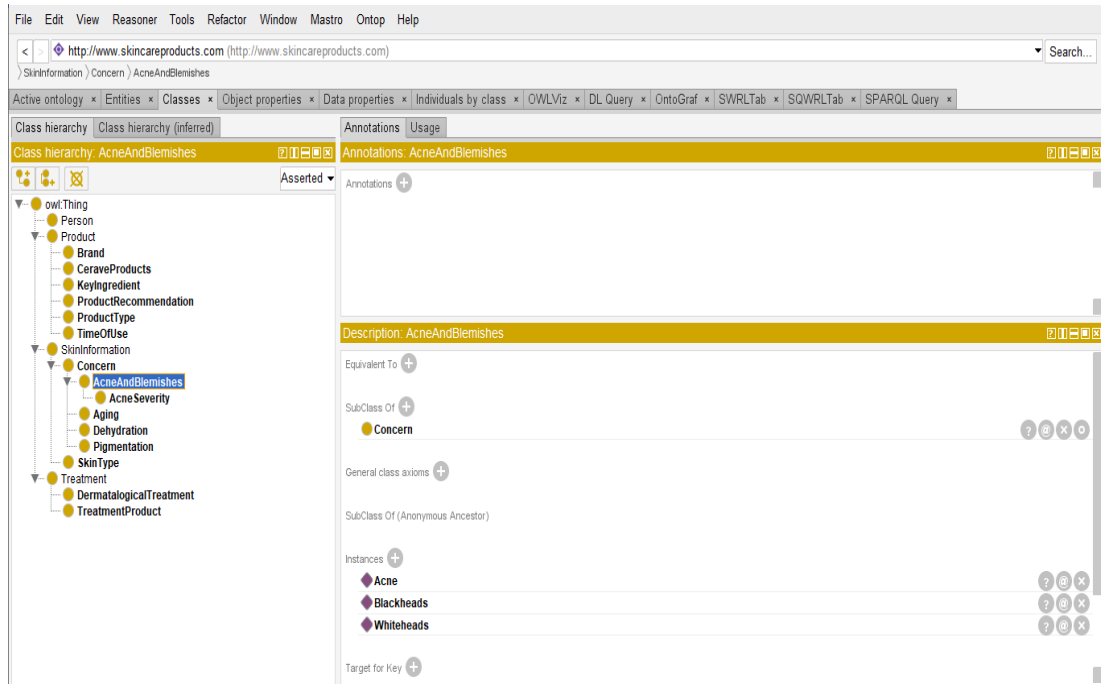 File Edit View Reasoner Tools Refactor Window Mastro Ontop Help
< > http://www.skincareproducts.com (http://www.skincareproducts.com) Search...
SkinInformation Concern AcneAndBlemishes
Active ontology × Entities × Classes × Object properties × Data properties × Individuals by class × OWLViz × DL Query × OntoGraf × SWRLTab × SQWRLTab × SPARQL Query ×
Class hierarchy Class hierarchy (inferred)
Class hierarchy: AcneAndBlemishes
Asserted
owl:Thing
Person
Product
Brand
CeraveProducts
KeyIngredient
ProductRecommendation
ProductType
TimeOfUse
SkinInformation
Concern
AcneAndBlemishes
AcneSeverity
Aging
Dehydration
Pigmentation
SkinType
Treatment
DermatalogicalTreatment
TreatmentProduct
Annotations Usage
Annotations: AcneAndBlemishes
Annotations
Description: AcneAndBlemishes
Equivalent To
SubClass Of
Concern
General class axioms
SubClass Of (Anonymous Ancestor)
Instances
Acne
Blackheads
Whiteheads
Target for Key